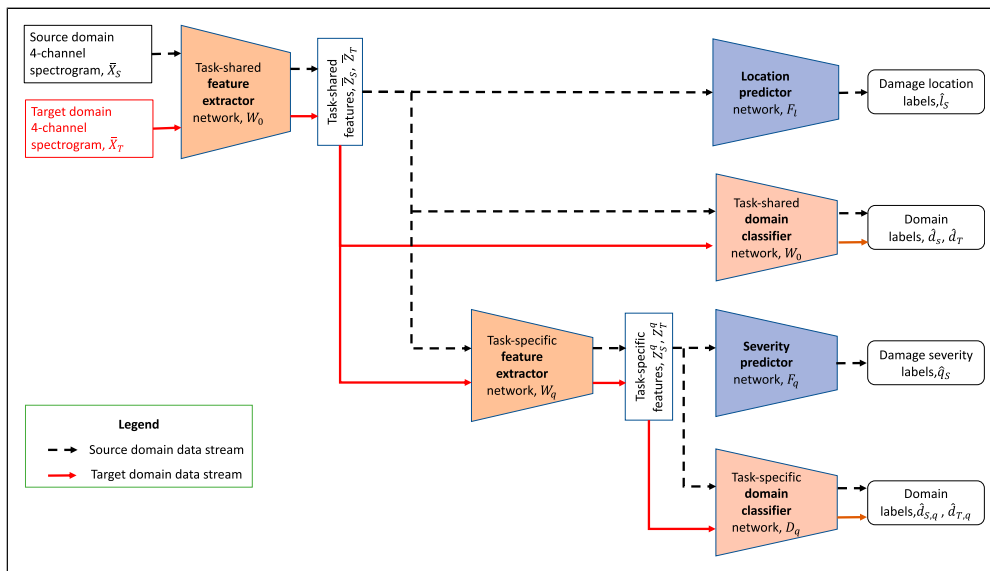 Source domain
4-channel
spectrogram, X̄_S
Target domain
4-channel
spectrogram, X̄_T
Task-shared
feature
extractor
network, W_0
Task-shared
features, Z̄_S, Z̄_T
Location
predictor
network, F_l
Damage location
labels,l̂_S
Task-shared
domain
classifier
network, W_0
Domain
labels, d̂_s, d̂_T
Task-specific
feature
extractor
network, W_q
Task-specific
features, Z_S^q, Z_T^q
Severity
predictor
network, F_q
Damage severity
labels,q̂_S
Task-specific
domain
classifier
network, D_q
Domain
labels,d̂_{S,q} , d̂_{T,q}
Legend
Source domain data stream
Target domain data stream